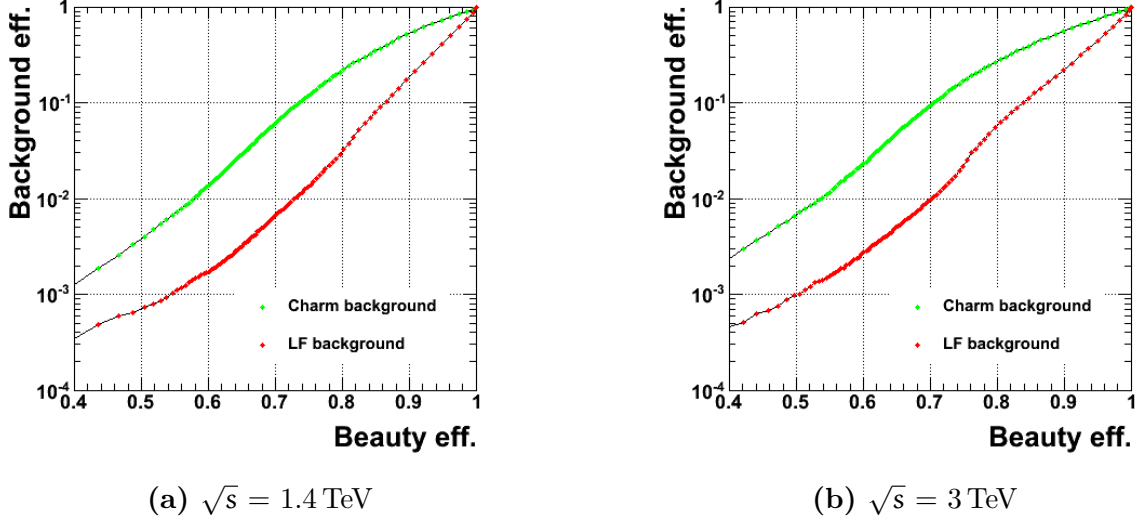 Background eff.
1
10⁻¹
10⁻²
10⁻³
10⁻⁴
0.4 0.5 0.6 0.7 0.8 0.9 1
Beauty eff.
Charm background
LF background
(a) √s = 1.4 TeV
Background eff.
1
10⁻¹
10⁻²
10⁻³
10⁻⁴
0.4 0.5 0.6 0.7 0.8 0.9 1
Beauty eff.
Charm background
LF background
(b) √s = 3 TeV